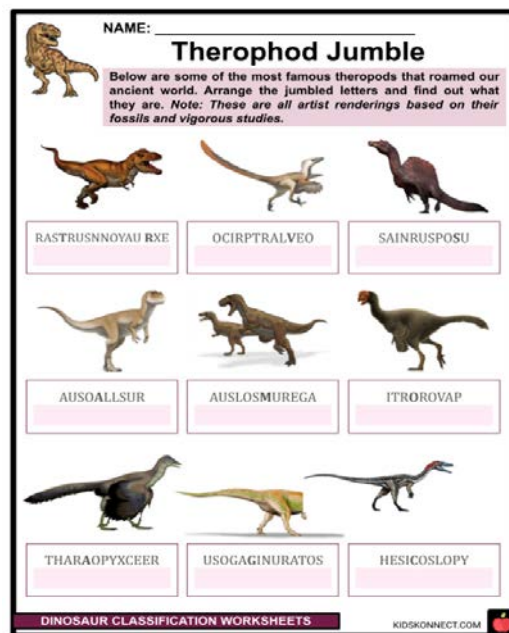 NAME:
Therophod Jumble
Below are some of the most famous theropods that roamed our
ancient world. Arrange the jumbled letters and find out what
they are. Note: These are all artist renderings based on their
fossils and vigorous studies.
RASTRUSNNOYAU RXE
OCIRPTRALVEO
SAINRUSPOSU
AUSOALLSUR
AUSLOSMUREGA
ITROROVAP
THARAOPYXCEER
USOGAGINURATOS
HESICOSLOPY
DINOSAUR CLASSIFICATION WORKSHEETS
KIDSKONNECT.COM